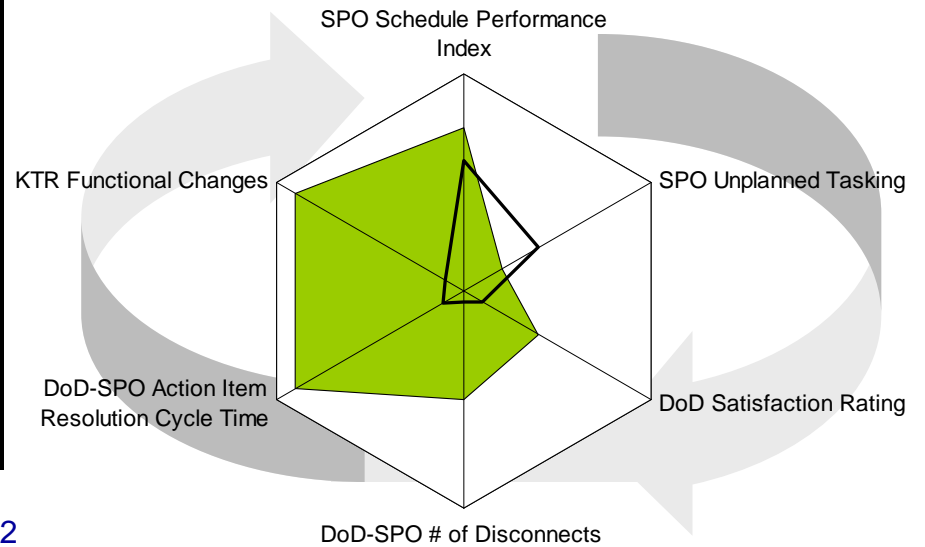 SPO Schedule Performance
Index
KTR Functional Changes
SPO Unplanned Tasking
DoD-SPO Action Item
Resolution Cycle Time
DoD Satisfaction Rating
DoD-SPO # of Disconnects
2